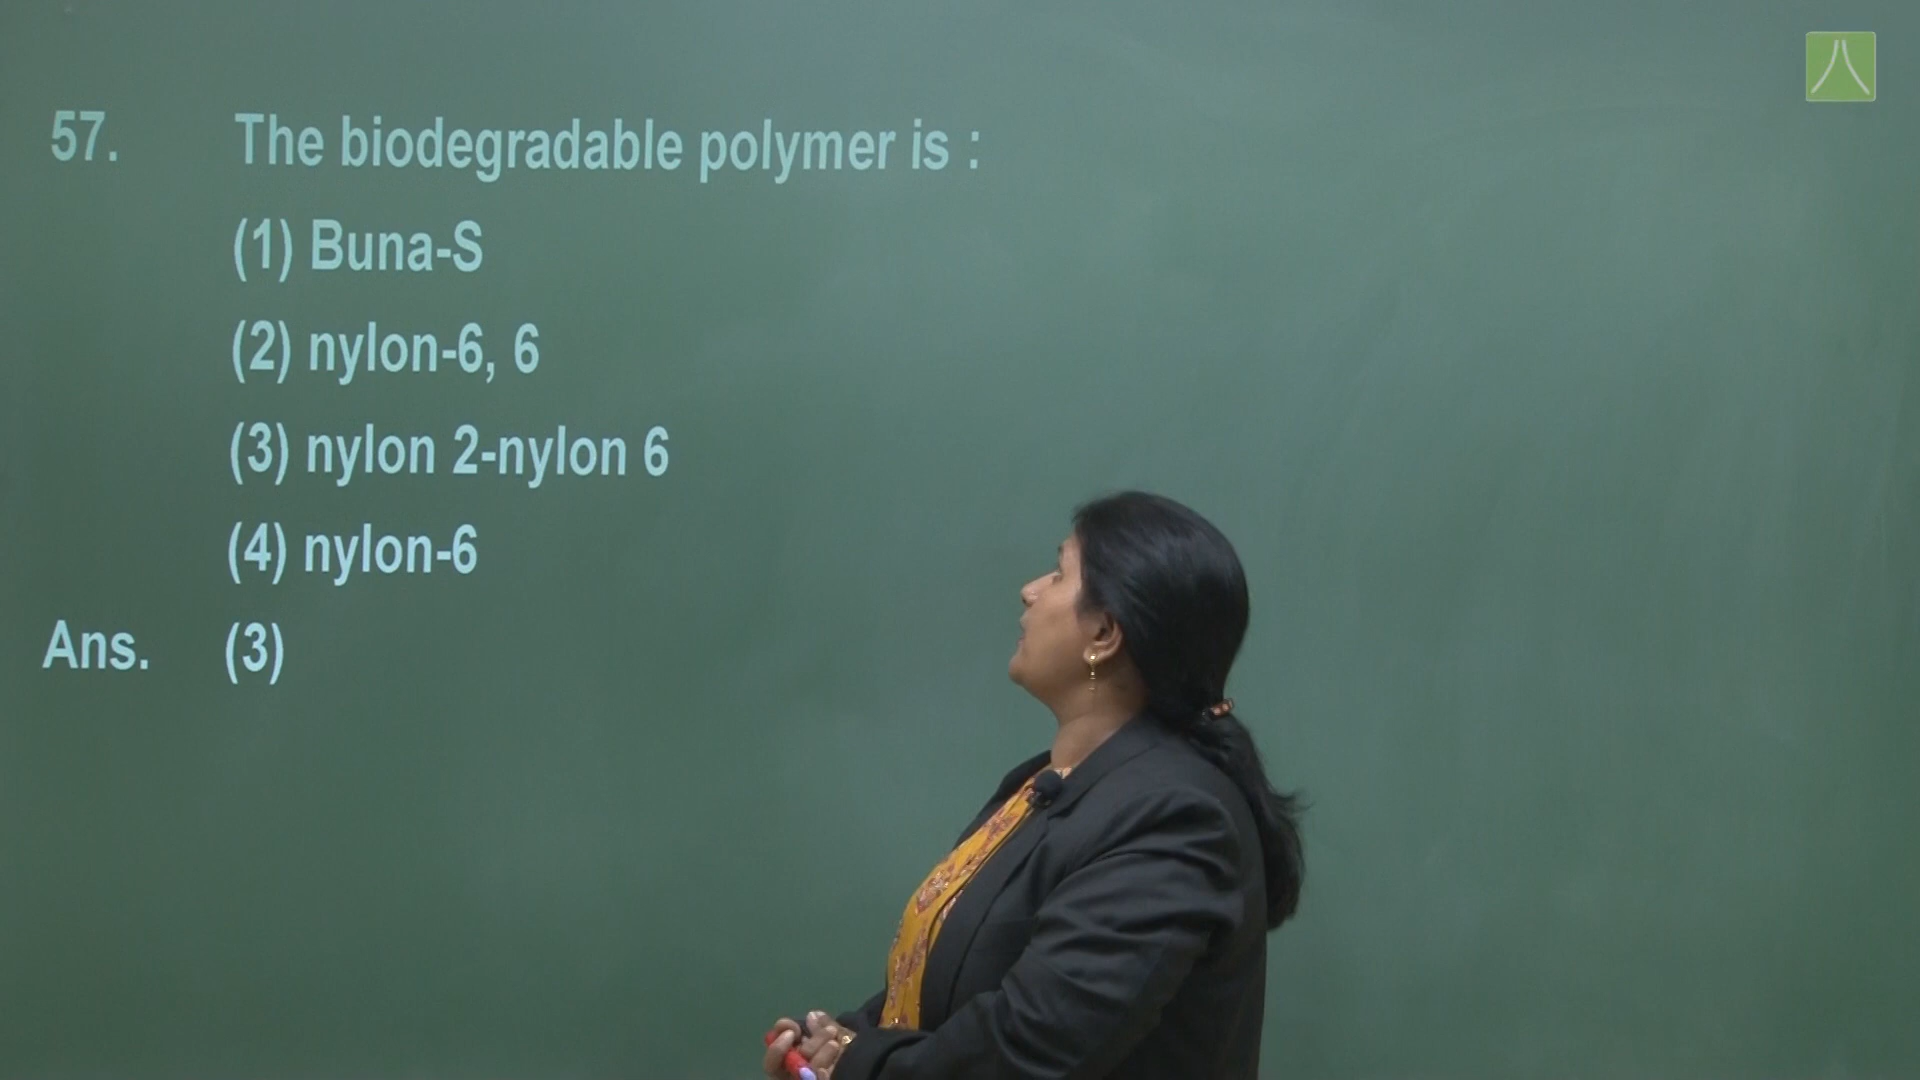 57. The biodegradable polymer is :
(1) Buna-S
(2) nylon-6, 6
(3) nylon 2-nylon 6
(4) nylon-6
Ans. (3)